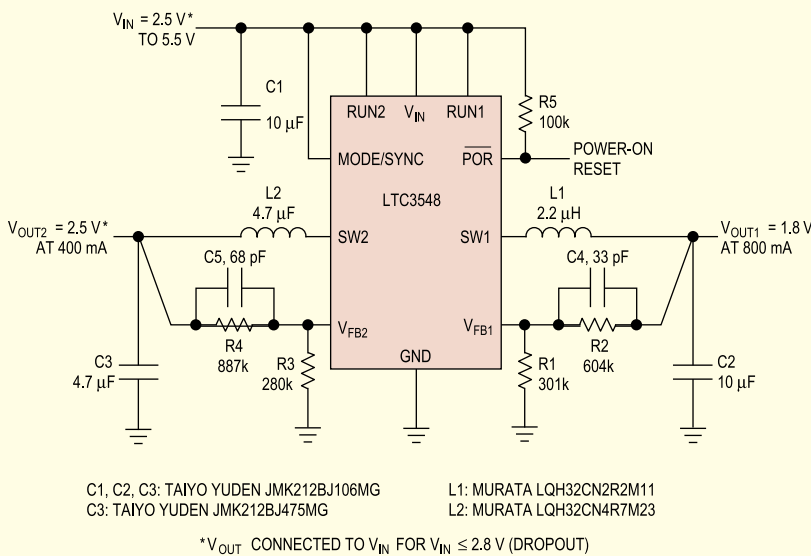 V_IN = 2.5 V*
TO 5.5 V
C1
10 μF
RUN2
V_IN
RUN1
R5
100k
MODE/SYNC
POR
POWER-ON
RESET
LTC3548
L2
4.7 μF
L1
2.2 μH
V_OUT2 = 2.5 V*
AT 400 mA
SW2
SW1
V_OUT1 = 1.8 V
AT 800 mA
C5, 68 pF
C4, 33 pF
V_FB2
V_FB1
R4
887k
R3
280k
GND
R1
301k
R2
604k
C3
4.7 μF
C2
10 μF
C1, C2, C3: TAIYO YUDEN JMK212BJ106MG
C3: TAIYO YUDEN JMK212BJ475MG
L1: MURATA LQH32CN2R2M11
L2: MURATA LQH32CN4R7M23
*V_OUT CONNECTED TO V_IN FOR V_IN ≤ 2.8 V (DROPOUT)